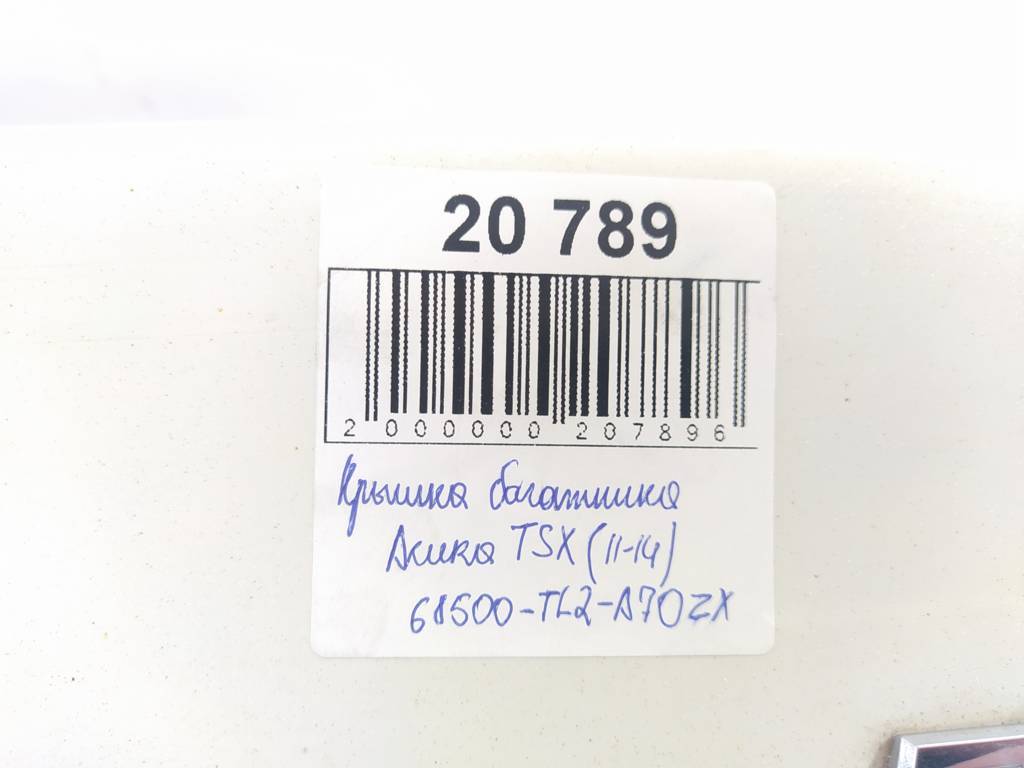 20 789
2 000000 207896
Крышка багажника
Акура TSX (11-14)
68500-TL2-A70ZX